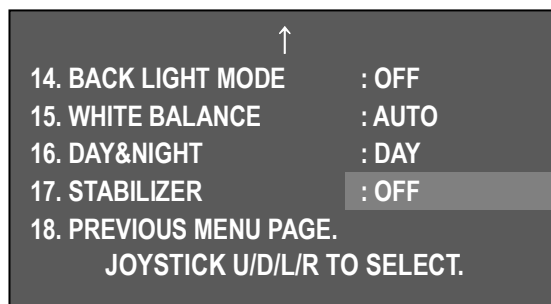 ↑
14. BACK LIGHT MODE : OFF
15. WHITE BALANCE : AUTO
16. DAY&NIGHT : DAY
17. STABILIZER : OFF
18. PREVIOUS MENU PAGE.
JOYSTICK U/D/L/R TO SELECT.